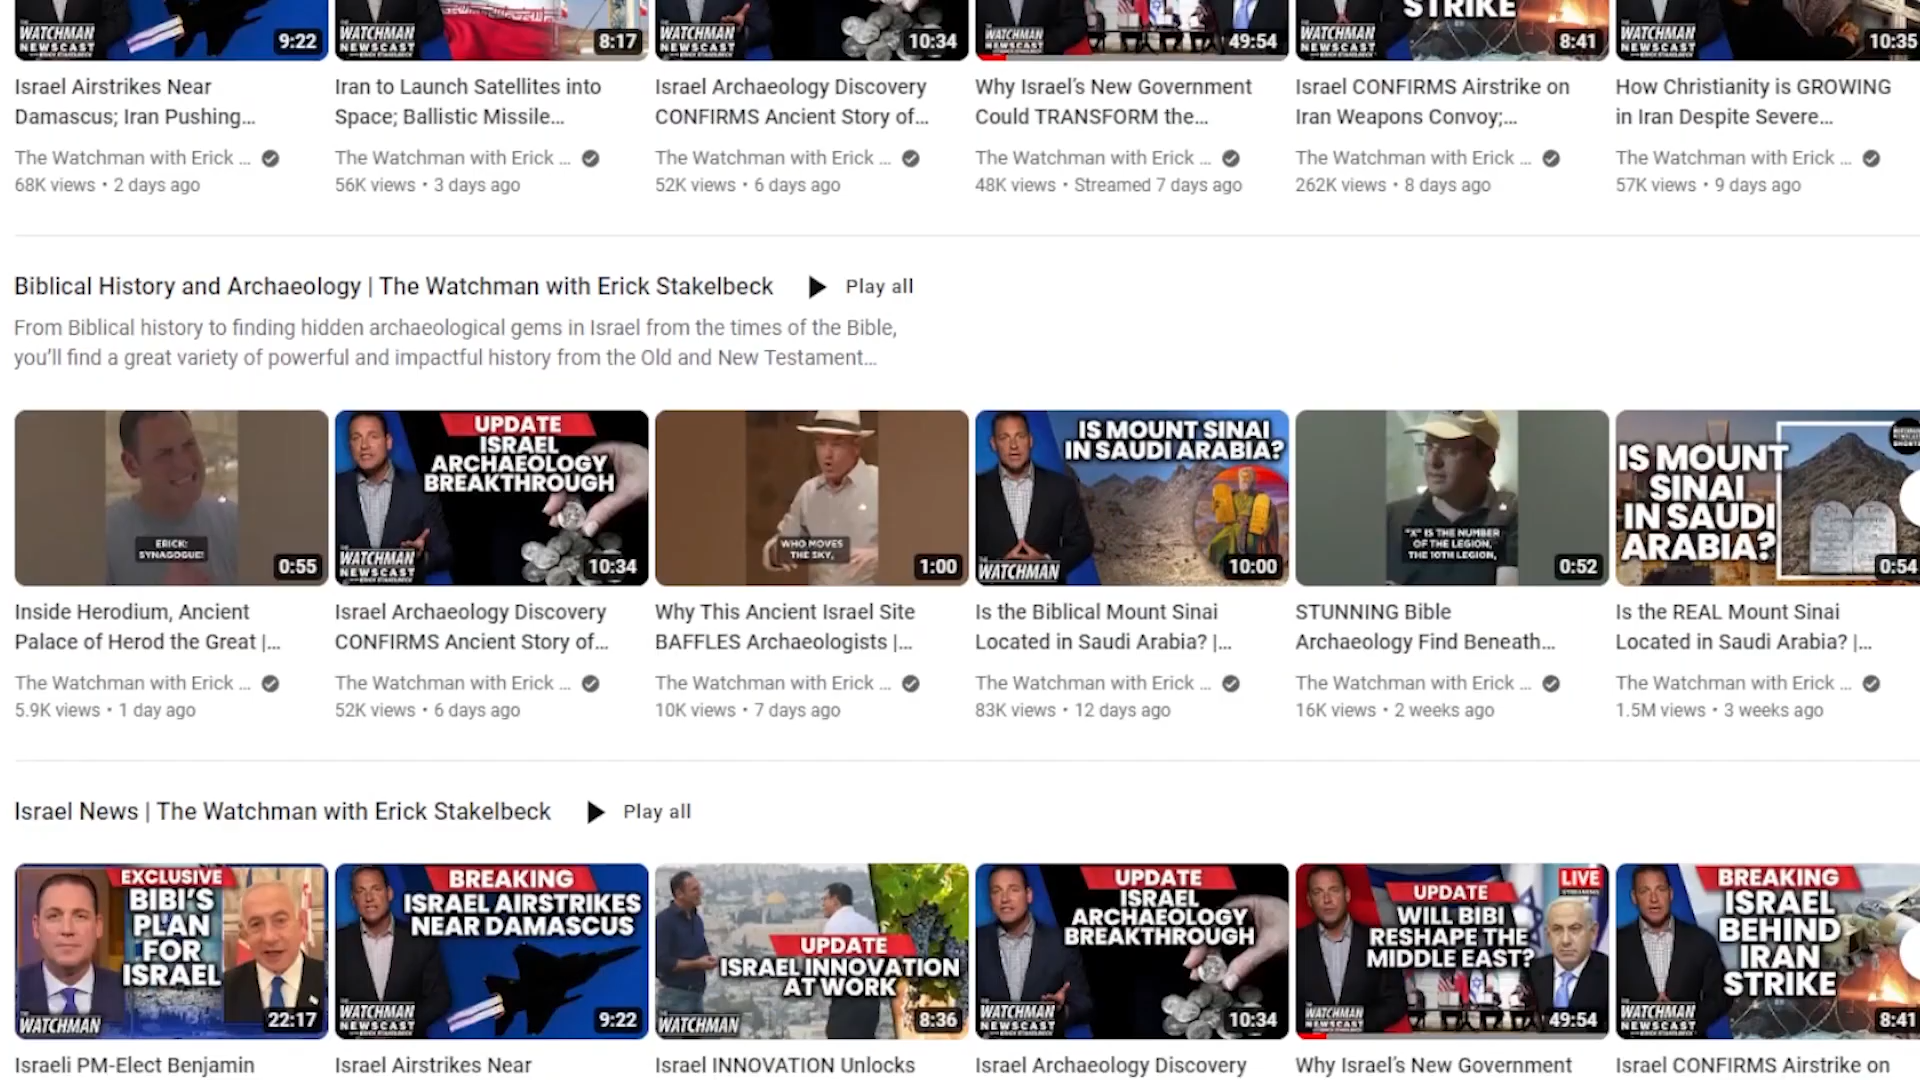 WATCHMAN
NEWSCAST
9:22
WATCHMAN
NEWSCAST
8:17
WATCHMAN
NEWSCAST
10:34
WATCHMAN
NEWSCAST
49:54
STRIKE
WATCHMAN
NEWSCAST
8:41
WATCHMAN
NEWSCAST
10:35
Israel Airstrikes Near
Damascus; Iran Pushing...
The Watchman with Erick ...
68K views • 2 days ago
Iran to Launch Satellites into
Space; Ballistic Missile...
The Watchman with Erick ...
56K views • 3 days ago
Israel Archaeology Discovery
CONFIRMS Ancient Story of...
The Watchman with Erick ...
52K views • 6 days ago
Why Israel's New Government
Could TRANSFORM the...
The Watchman with Erick ...
48K views • Streamed 7 days ago
Israel CONFIRMS Airstrike on
Iran Weapons Convoy;...
The Watchman with Erick ...
262K views • 8 days ago
How Christianity is GROWING
in Iran Despite Severe...
The Watchman with Erick ...
57K views • 9 days ago
Biblical History and Archaeology | The Watchman with Erick Stakelbeck
Play all
From Biblical history to finding hidden archaeological gems in Israel from the times of the Bible,
you'll find a great variety of powerful and impactful history from the Old and New Testament...
ERICK:
SYNAGOGUE!
0:55
UPDATE
ISRAEL
ARCHAEOLOGY
BREAKTHROUGH
WATCHMAN
NEWSCAST
10:34
WHO MOVES
THE SKY,
1:00
IS MOUNT SINAI
IN SAUDI ARABIA?
WATCHMAN
10:00
"X" IS THE NUMBER
OF THE LEGION,
THE 10TH LEGION,
0:52
IS MOUNT
SINAI
IN SAUDI
ARABIA?
0:54
Inside Herodium, Ancient
Palace of Herod the Great |...
The Watchman with Erick ...
5.9K views • 1 day ago
Israel Archaeology Discovery
CONFIRMS Ancient Story of...
The Watchman with Erick ...
52K views • 6 days ago
Why This Ancient Israel Site
BAFFLES Archaeologists |...
The Watchman with Erick ...
10K views • 7 days ago
Is the Biblical Mount Sinai
Located in Saudi Arabia? |...
The Watchman with Erick ...
83K views • 12 days ago
STUNNING Bible
Archaeology Find Beneath...
The Watchman with Erick ...
16K views • 2 weeks ago
Is the REAL Mount Sinai
Located in Saudi Arabia? |...
The Watchman with Erick ...
1.5M views • 3 weeks ago
Israel News | The Watchman with Erick Stakelbeck
Play all
EXCLUSIVE
BIBI'S
PLAN
FOR
ISRAEL
WATCHMAN
22:17
BREAKING
ISRAEL AIRSTRIKES
NEAR DAMASCUS
WATCHMAN
NEWSCAST
9:22
UPDATE
ISRAEL INNOVATION
AT WORK
WATCHMAN
8:36
UPDATE
ISRAEL
ARCHAEOLOGY
BREAKTHROUGH
WATCHMAN
NEWSCAST
10:34
LIVE
UPDATE
WILL BIBI
RESHAPE THE
MIDDLE EAST?
WATCHMAN
NEWSCAST
49:54
BREAKING
ISRAEL
BEHIND
IRAN
STRIKE
WATCHMAN
NEWSCAST
8:41
Israeli PM-Elect Benjamin
Israel Airstrikes Near
Israel INNOVATION Unlocks
Israel Archaeology Discovery
Why Israel's New Government
Israel CONFIRMS Airstrike on